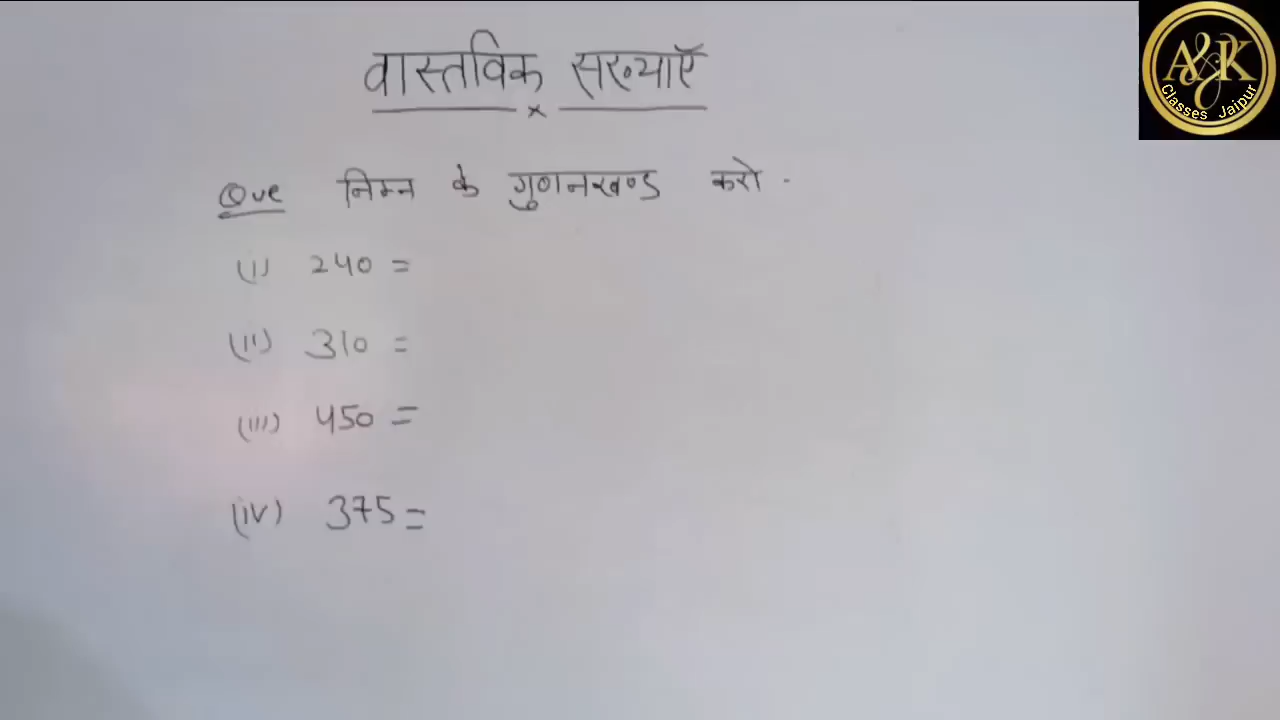 वास्तविक संख्याएँ
Que निम्न के गुणनखण्ड करो.
(i) 240 =
(ii) 310 =
(iii) 450 =
(iv) 375 =
A&K
Classes Jaipur